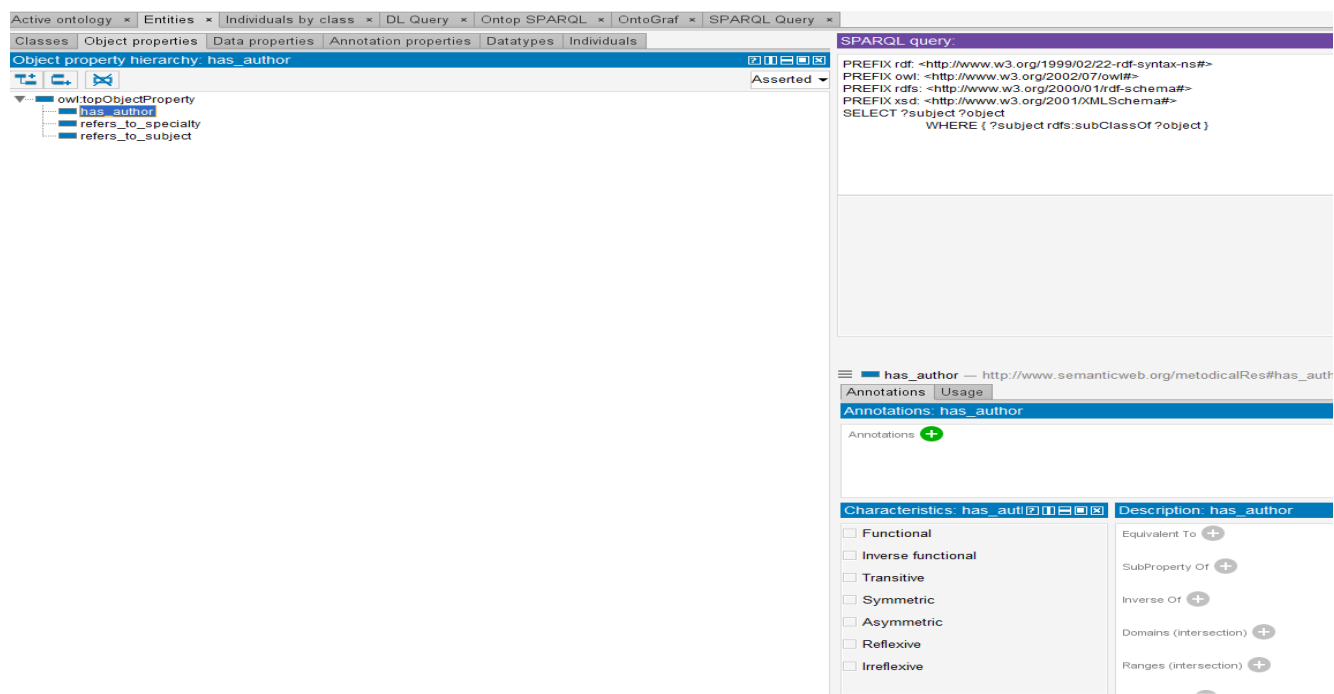 Active ontology × Entities × Individuals by class × DL Query × Ontop SPARQL × OntoGraf × SPARQL Query ×
Classes Object properties Data properties Annotation properties Datatypes Individuals
Object property hierarchy: has_author
Asserted
owl:topObjectProperty
has_author
refers_to_specialty
refers_to_subject
SPARQL query:
PREFIX rdf: <http://www.w3.org/1999/02/22-rdf-syntax-ns#>
PREFIX owl: <http://www.w3.org/2002/07/owl#>
PREFIX rdfs: <http://www.w3.org/2000/01/rdf-schema#>
PREFIX xsd: <http://www.w3.org/2001/XMLSchema#>
SELECT ?subject ?object
WHERE { ?subject rdfs:subClassOf ?object }
has_author — http://www.semanticweb.org/metodicalRes#has_auth
Annotations Usage
Annotations: has_author
Annotations
Characteristics: has_autl
Functional
Inverse functional
Transitive
Symmetric
Asymmetric
Reflexive
Irreflexive
Description: has_author
Equivalent To
SubProperty Of
Inverse Of
Domains (intersection)
Ranges (intersection)